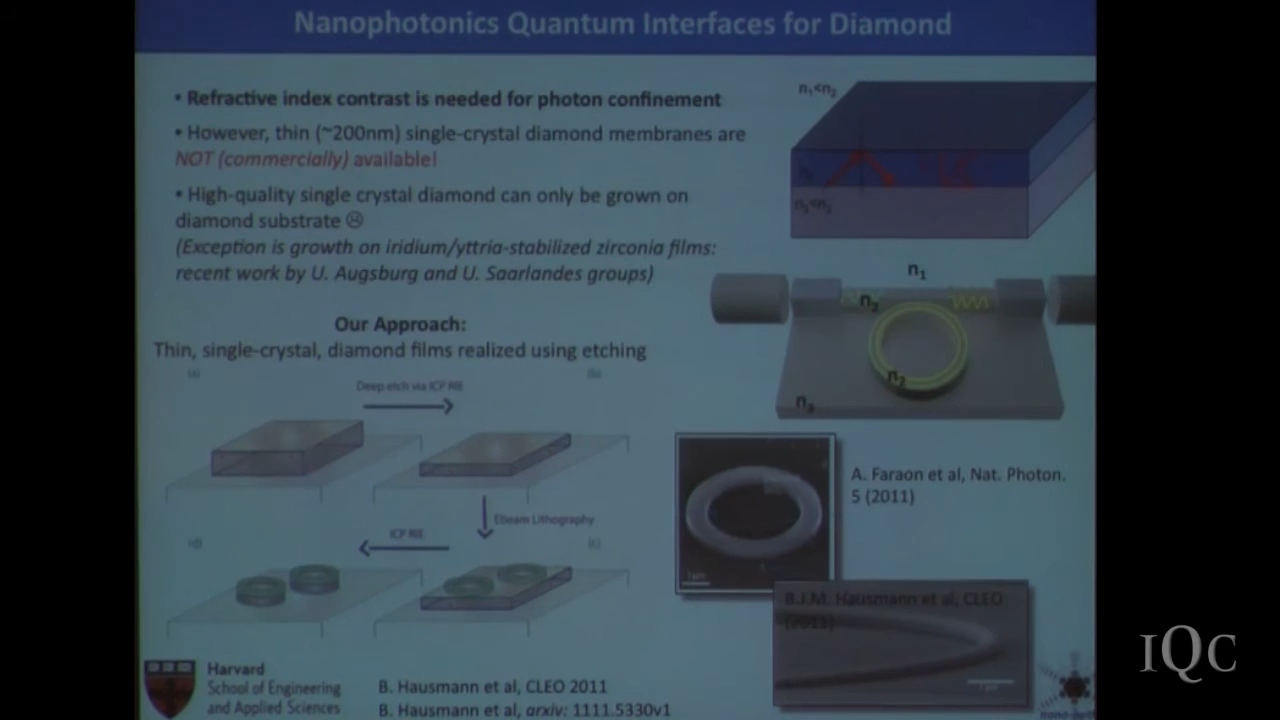 Nanophotonics Quantum Interfaces for Diamond
• Refractive index contrast is needed for photon confinement
• However, thin (~200nm) single-crystal diamond membranes are
NOT (commercially) available!
• High-quality single crystal diamond can only be grown on
diamond substrate ☹
(Exception is growth on iridium/yttria-stabilized zirconia films:
recent work by U. Augsburg and U. Saarlandes groups)
Our Approach:
Thin, single-crystal, diamond films realized using etching
(a)
Deep etch via ICP RIE
(b)
Ebeam Lithography
(d)
ICP RIE
(c)
n₁<n₂
n₃<n₂
n₁
n₂
n₂
n₃
A. Faraon et al, Nat. Photon.
5 (2011)
1μm
B.J.M. Hausmann et al, CLEO
(2011)
Harvard
School of Engineering
and Applied Sciences
B. Hausmann et al, CLEO 2011
B. Hausmann et al, arxiv: 1111.5330v1
IQC